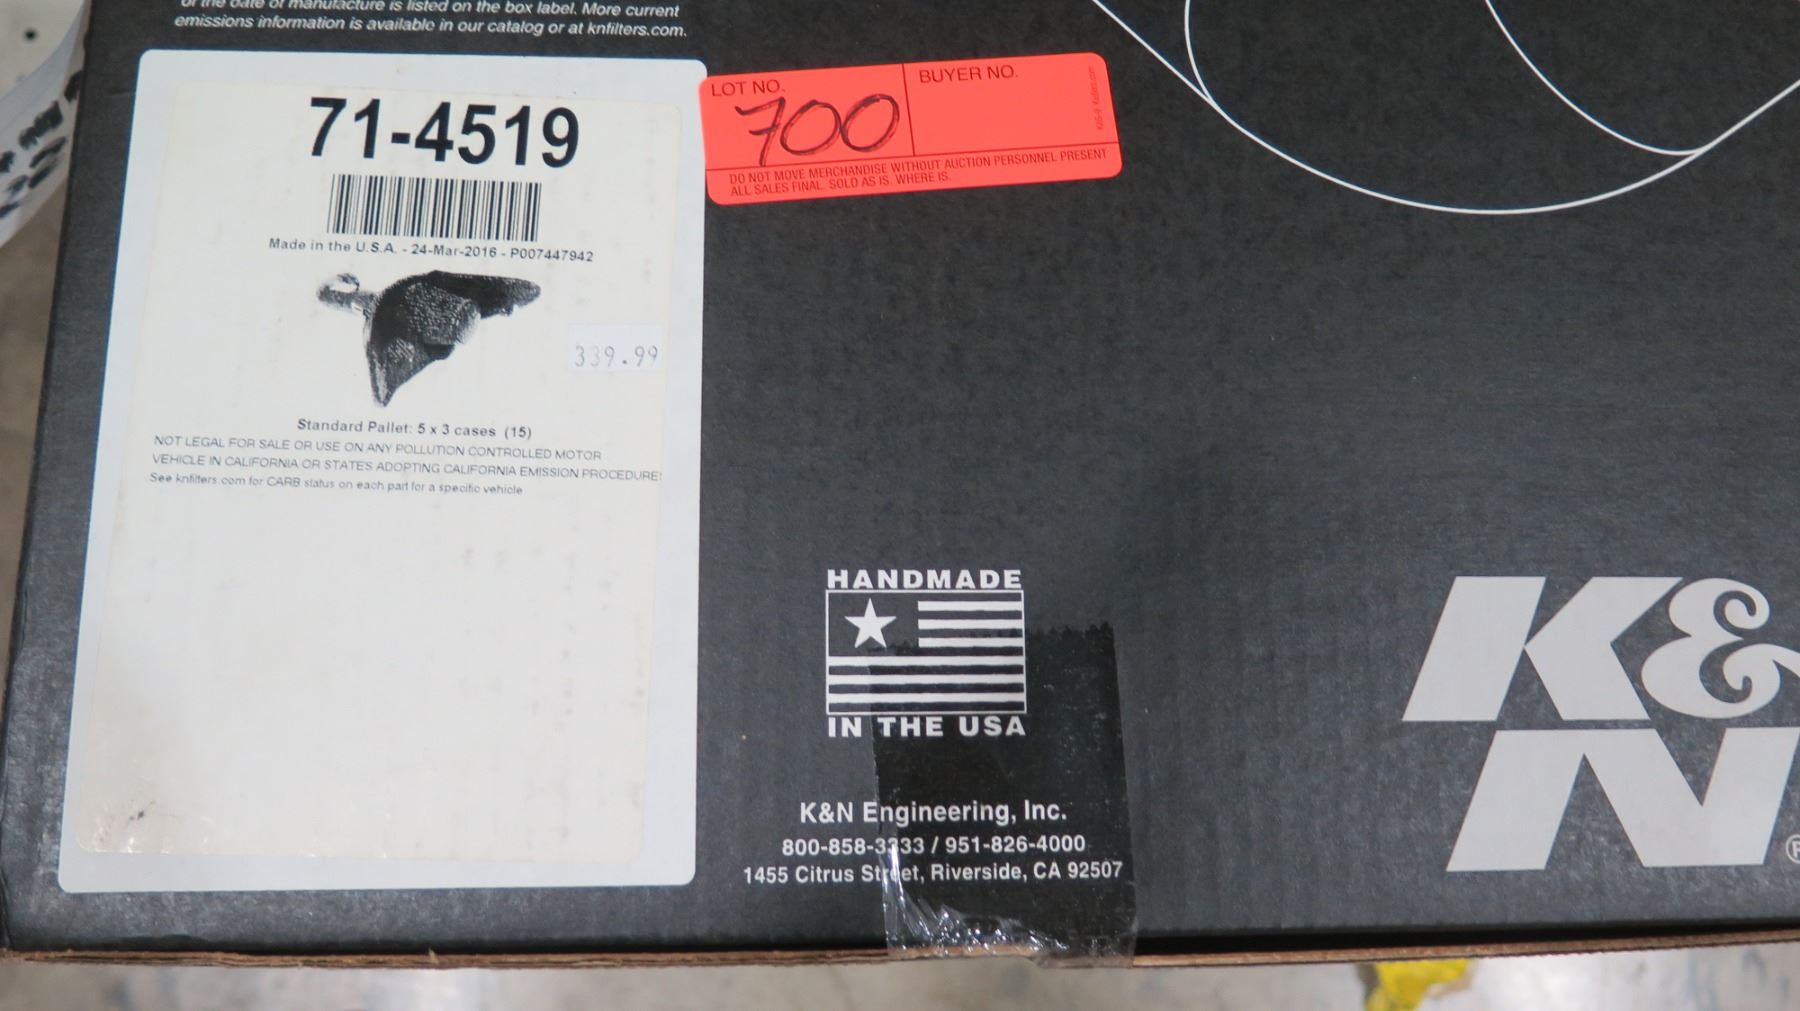 or the date of manufacture is listed on the box label. More current
emissions information is available in our catalog or at knfilters.com.
71-4519
Made in the U.S.A. - 24-Mar-2016 - P007447942
339.99
Standard Pallet: 5 x 3 cases (15)
NOT LEGAL FOR SALE OR USE ON ANY POLLUTION CONTROLLED MOTOR
VEHICLE IN CALIFORNIA OR STATES ADOPTING CALIFORNIA EMISSION PROCEDURES
See knfilters.com for CARB status on each part for a specific vehicle
LOT NO.
700
BUYER NO.
DO NOT MOVE MERCHANDISE WITHOUT AUCTION PERSONNEL PRESENT
ALL SALES FINAL. SOLD AS IS. WHERE IS.
HANDMADE
IN THE USA
K&N Engineering, Inc.
800-858-3333 / 951-826-4000
1455 Citrus Street, Riverside, CA 92507
K&
N